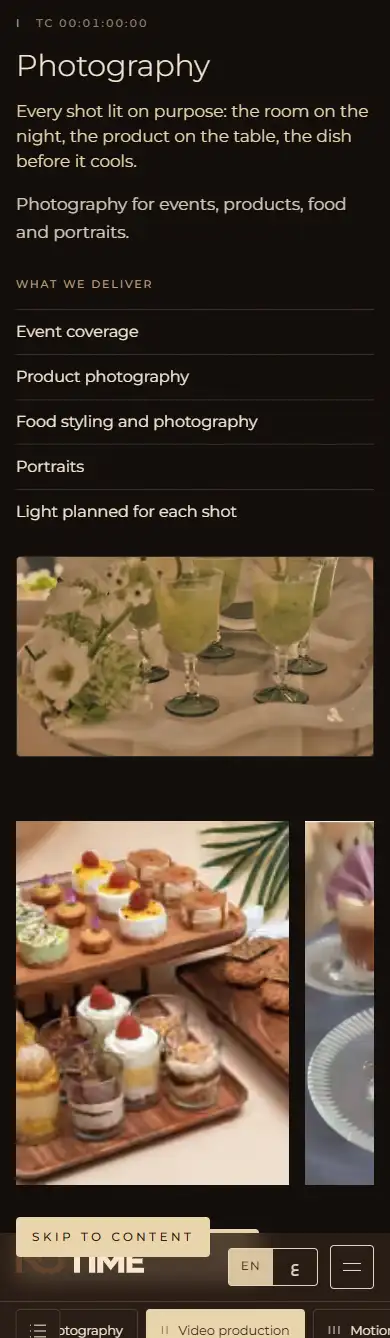 I TC 00:01:00:00
Photography
Every shot lit on purpose: the room on the
night, the product on the table, the dish
before it cools.
Photography for events, products, food
and portraits.
WHAT WE DELIVER
Event coverage
Product photography
Food styling and photography
Portraits
Light planned for each shot
SKIP TO CONTENT
TIME
EN ع
otography
II Video production
III Motio